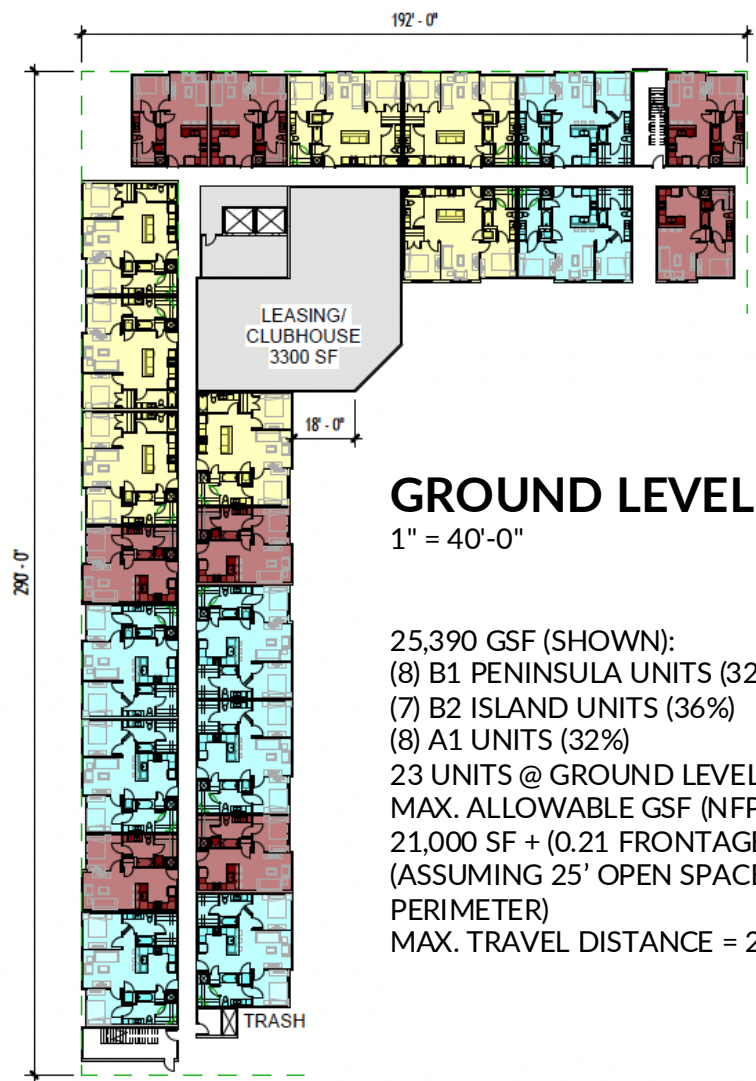 192' - 0"
LEASING/
CLUBHOUSE
3300 SF
18' - 0"
290' - 0"
GROUND LEVEL
1" = 40'-0"
25,390 GSF (SHOWN):
(8) B1 PENINSULA UNITS (32
(7) B2 ISLAND UNITS (36%)
(8) A1 UNITS (32%)
23 UNITS @ GROUND LEVEL
MAX. ALLOWABLE GSF (NFP
21,000 SF + (0.21 FRONTAGE
(ASSUMING 25' OPEN SPACE
PERIMETER)
MAX. TRAVEL DISTANCE = 2
TRASH